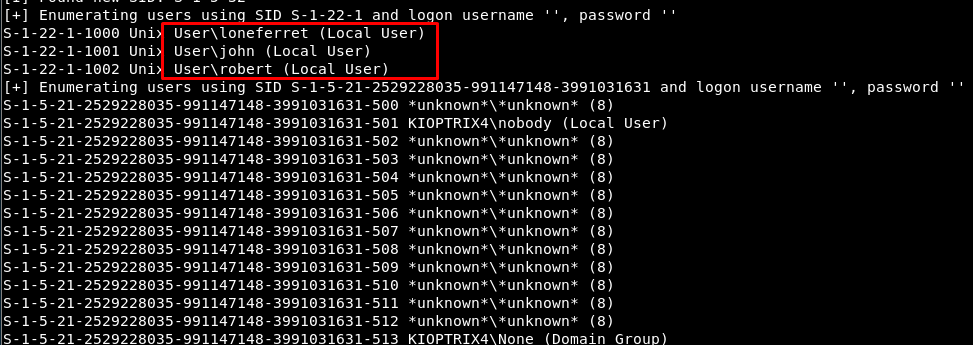 [+] Enumerating users using SID S-1-22-1 and logon username '', password ''
S-1-22-1-1000 Unix User\loneferret (Local User)
S-1-22-1-1001 Unix User\john (Local User)
S-1-22-1-1002 Unix User\robert (Local User)
[+] Enumerating users using SID S-1-5-21-2529228035-991147148-3991031631 and logon username '', password ''
S-1-5-21-2529228035-991147148-3991031631-500 *unknown*\*unknown* (8)
S-1-5-21-2529228035-991147148-3991031631-501 KIOPTRIX4\nobody (Local User)
S-1-5-21-2529228035-991147148-3991031631-502 *unknown*\*unknown* (8)
S-1-5-21-2529228035-991147148-3991031631-503 *unknown*\*unknown* (8)
S-1-5-21-2529228035-991147148-3991031631-504 *unknown*\*unknown* (8)
S-1-5-21-2529228035-991147148-3991031631-505 *unknown*\*unknown* (8)
S-1-5-21-2529228035-991147148-3991031631-506 *unknown*\*unknown* (8)
S-1-5-21-2529228035-991147148-3991031631-507 *unknown*\*unknown* (8)
S-1-5-21-2529228035-991147148-3991031631-508 *unknown*\*unknown* (8)
S-1-5-21-2529228035-991147148-3991031631-509 *unknown*\*unknown* (8)
S-1-5-21-2529228035-991147148-3991031631-510 *unknown*\*unknown* (8)
S-1-5-21-2529228035-991147148-3991031631-511 *unknown*\*unknown* (8)
S-1-5-21-2529228035-991147148-3991031631-512 *unknown*\*unknown* (8)
S-1-5-21-2529228035-991147148-3991031631-513 KIOPTRIX4\None (Domain Group)